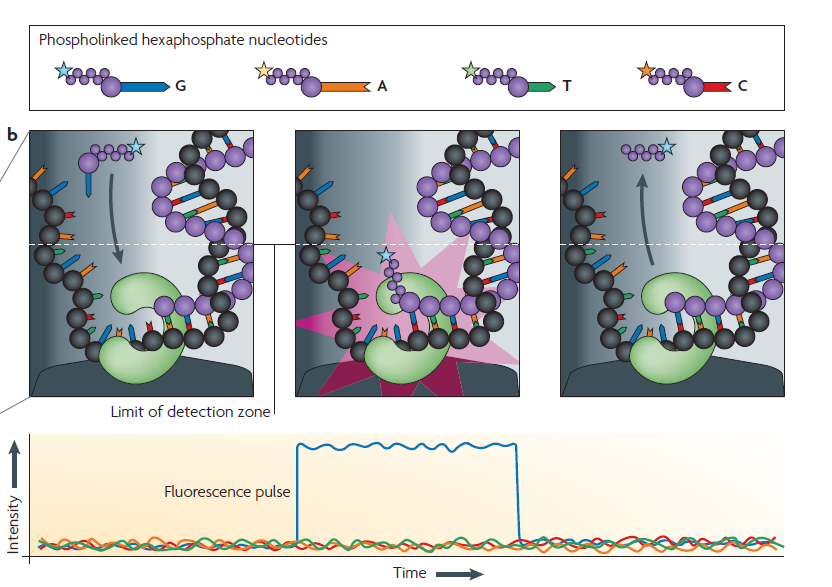 Phospholinked hexaphosphate nucleotides
G
A
T
C
b
Limit of detection zone
Fluorescence pulse
Intensity
Time